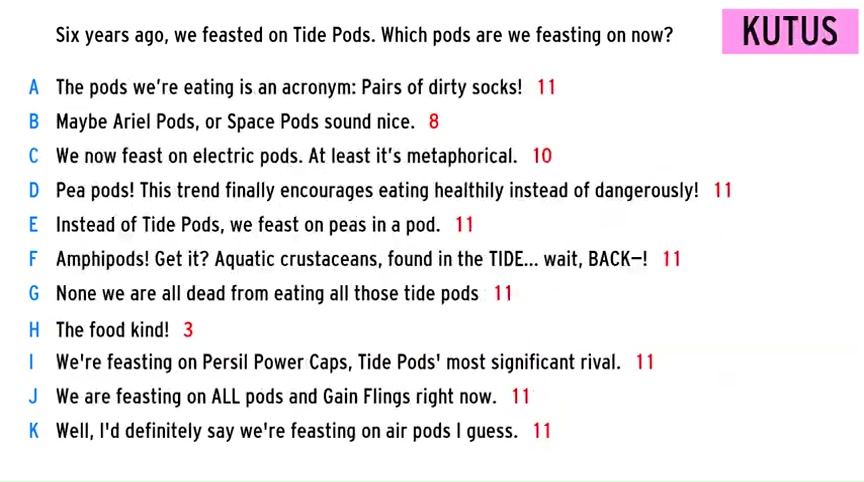 Six years ago, we feasted on Tide Pods. Which pods are we feasting on now?
KUTUS
A The pods we're eating is an acronym: Pairs of dirty socks! 11
B Maybe Ariel Pods, or Space Pods sound nice. 8
C We now feast on electric pods. At least it's metaphorical. 10
D Pea pods! This trend finally encourages eating healthily instead of dangerously! 11
E Instead of Tide Pods, we feast on peas in a pod. 11
F Amphipods! Get it? Aquatic crustaceans, found in the TIDE... wait, BACK—! 11
G None we are all dead from eating all those tide pods 11
H The food kind! 3
I We're feasting on Persil Power Caps, Tide Pods' most significant rival. 11
J We are feasting on ALL pods and Gain Flings right now. 11
K Well, I'd definitely say we're feasting on air pods I guess. 11